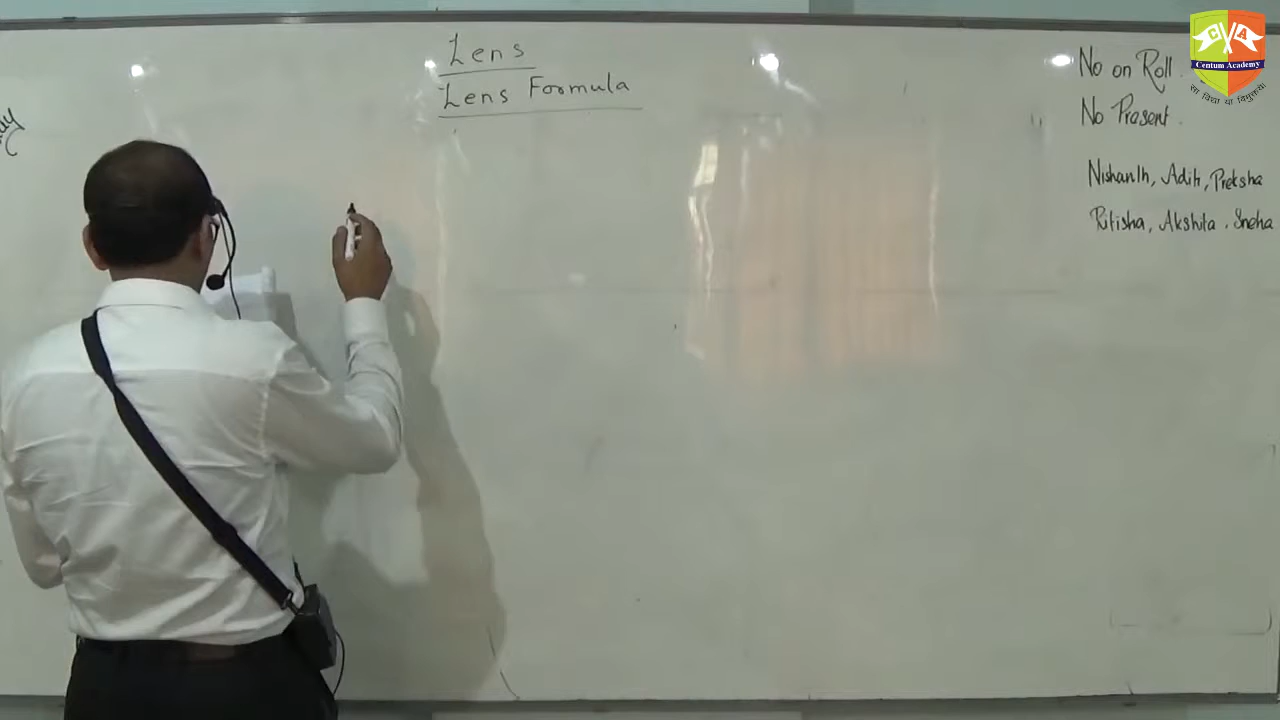 Lens
Lens Formula
No on Roll.
No Present.
Nishanth, Aditi, Preksha
Ritisha, Akshita, Sneha
C A
Centum Academy